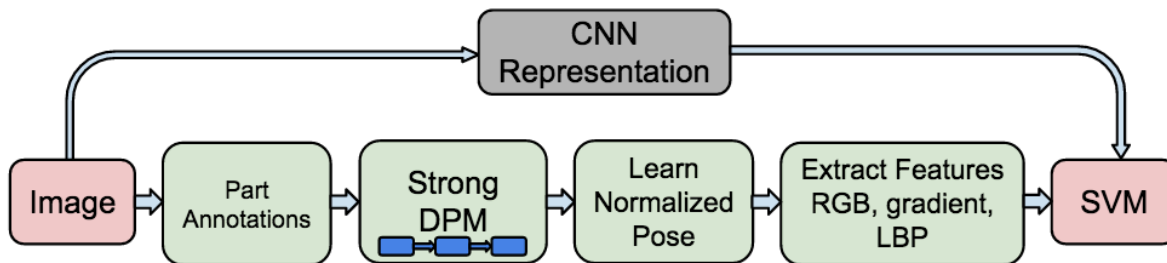 CNN
Representation
Image
Part
Annotations
Strong
DPM
Learn
Normalized
Pose
Extract Features
RGB, gradient,
LBP
SVM